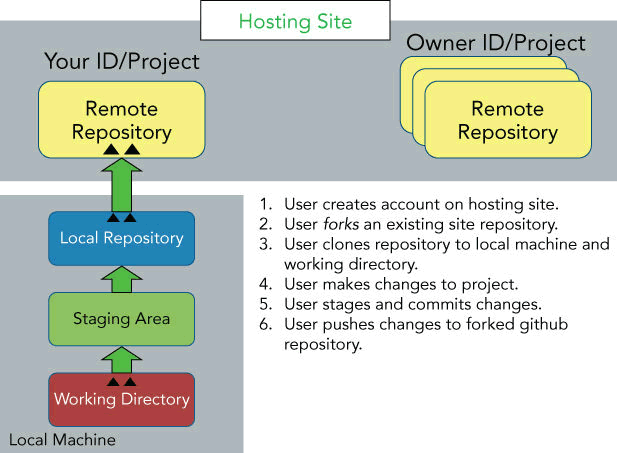 Hosting Site
Your ID/Project
Owner ID/Project
Remote
Repository
Remote
Repository
Local Repository
Staging Area
Working Directory
Local Machine
1. User creates account on hosting site.
2. User forks an existing site repository.
3. User clones repository to local machine and
working directory.
4. User makes changes to project.
5. User stages and commits changes.
6. User pushes changes to forked github
repository.